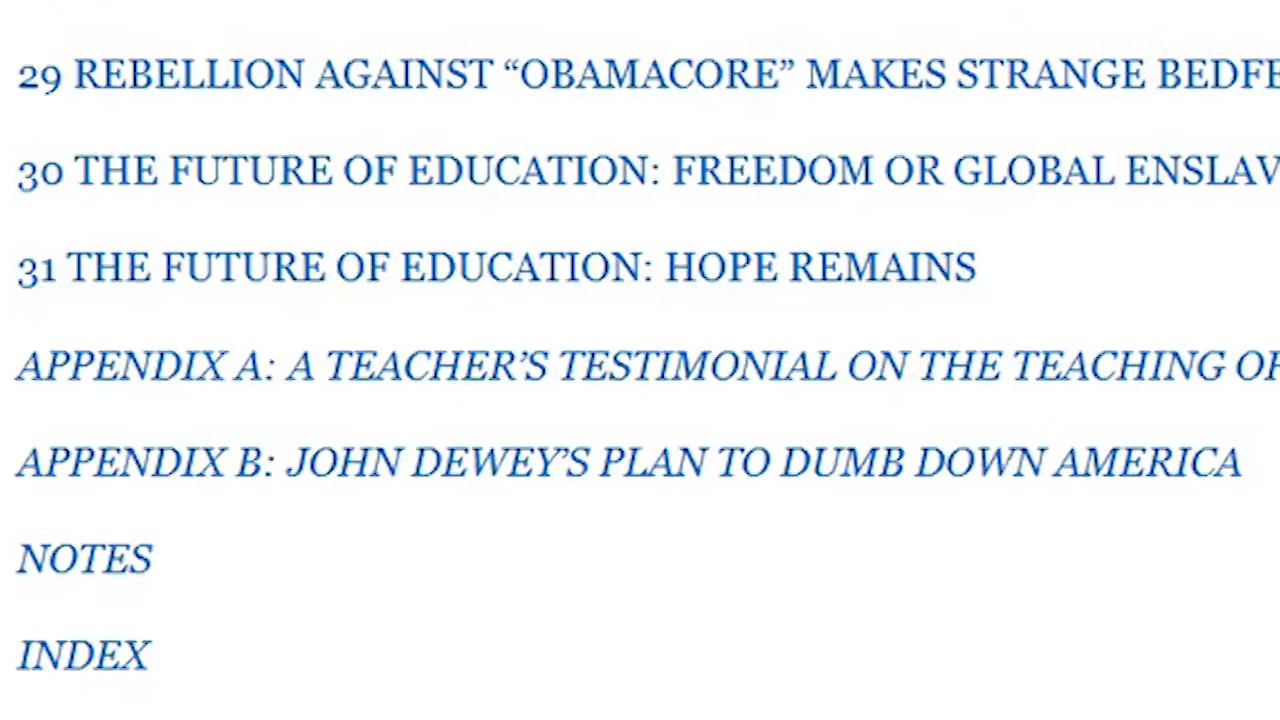 29 REBELLION AGAINST “OBAMACORE” MAKES STRANGE
30 THE FUTURE OF EDUCATION: FREEDOM OR GLOBAL
31 THE FUTURE OF EDUCATION: HOPE REMAINS
APPENDIX A: A TEACHER’S TESTIMONIAL ON THE TEACHING
APPENDIX B: JOHN DEWEY’S PLAN TO DUMB DOWN AMERICA
NOTES
INDEX